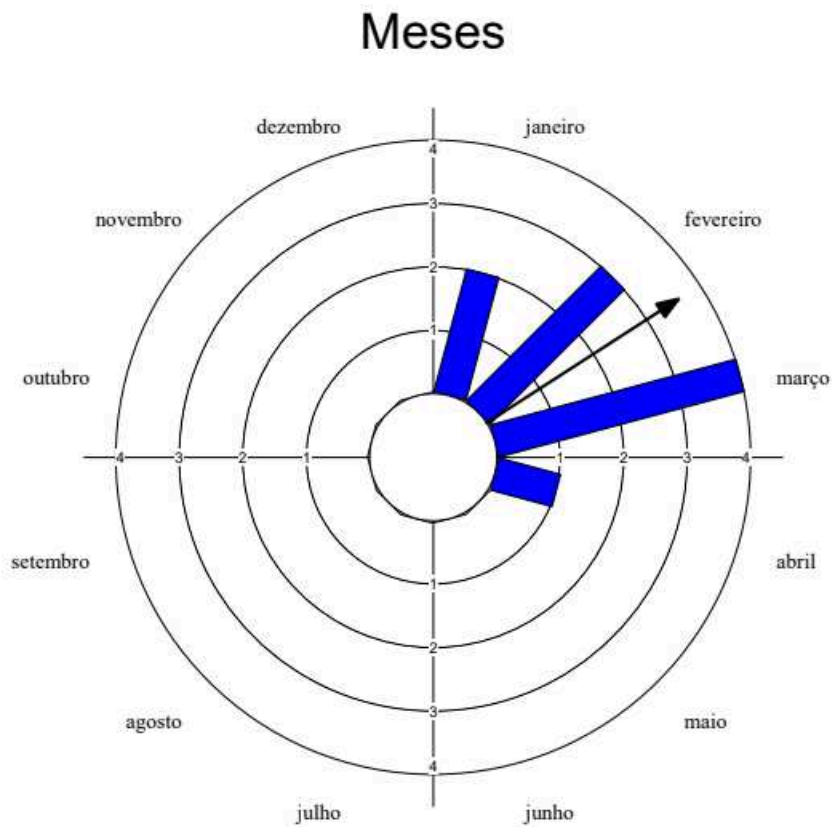 Meses
dezembro janeiro
4
novembro fevereiro
3
2
1
outubro março
4 3 2 1 1 2 3 4
setembro abril
1
2
agosto maio
3
4
julho junho